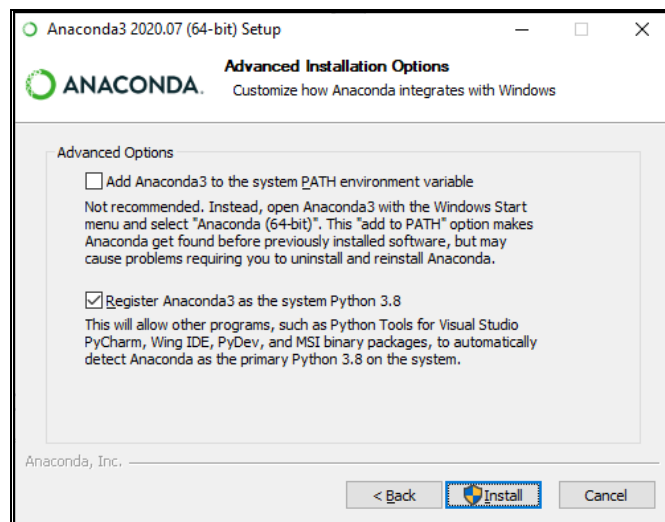 Anaconda3 2020.07 (64-bit) Setup
ANACONDA.
Advanced Installation Options
Customize how Anaconda integrates with Windows
Advanced Options
Add Anaconda3 to the system PATH environment variable
Not recommended. Instead, open Anaconda3 with the Windows Start
menu and select "Anaconda (64-bit)". This "add to PATH" option makes
Anaconda get found before previously installed software, but may
cause problems requiring you to uninstall and reinstall Anaconda.
Register Anaconda3 as the system Python 3.8
This will allow other programs, such as Python Tools for Visual Studio
PyCharm, Wing IDE, PyDev, and MSI binary packages, to automatically
detect Anaconda as the primary Python 3.8 on the system.
Anaconda, Inc.
< Back
Install
Cancel